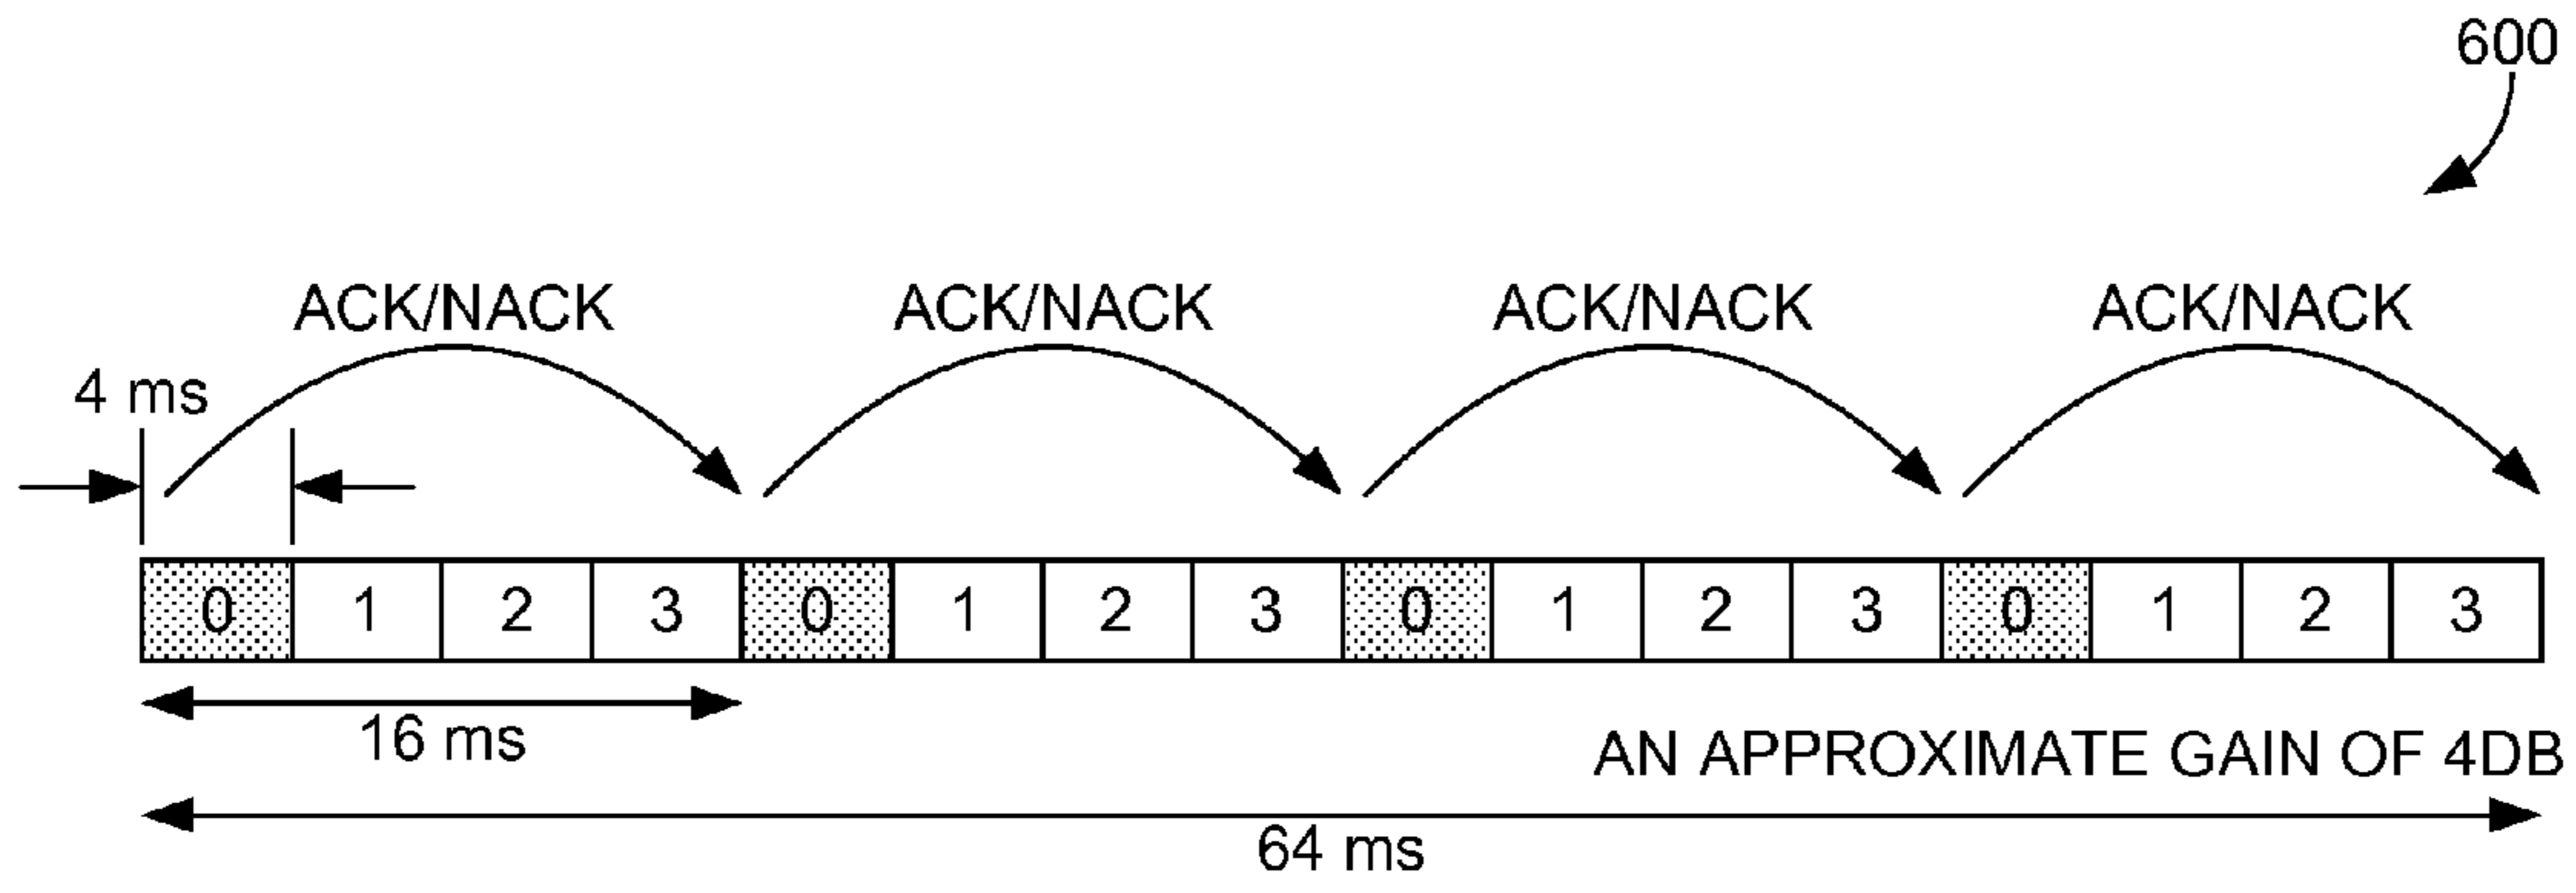 600
ACK/NACK ACK/NACK ACK/NACK ACK/NACK
4 ms
0 1 2 3 0 1 2 3 0 1 2 3 0 1 2 3
16 ms
AN APPROXIMATE GAIN OF 4DB
64 ms